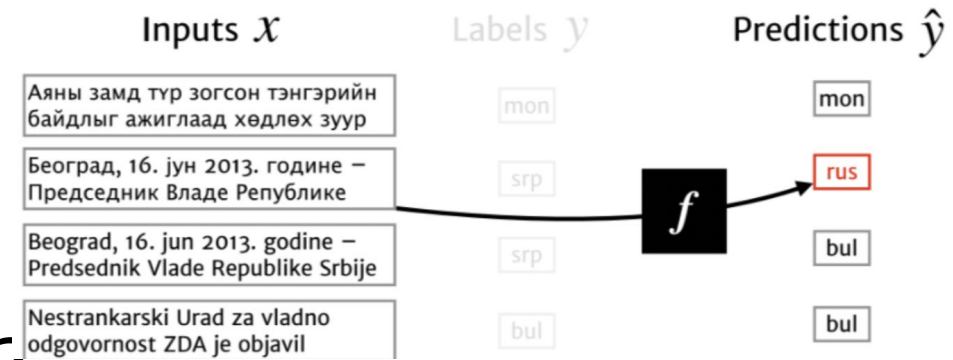 Inputs x Labels y Predictions ŷ
Аяны замд түр зогсон тэнгэрийн
байдлыг ажиглаад хөдлөх зуур
mon
mon
Београд, 16. јун 2013. године –
Председник Владе Републике
srp
f
rus
Beograd, 16. jun 2013. godine –
Predsednik Vlade Republike Srbije
srp
bul
Nestrankarski Urad za vladno
odgovornost ZDA je objavil
bul
bul